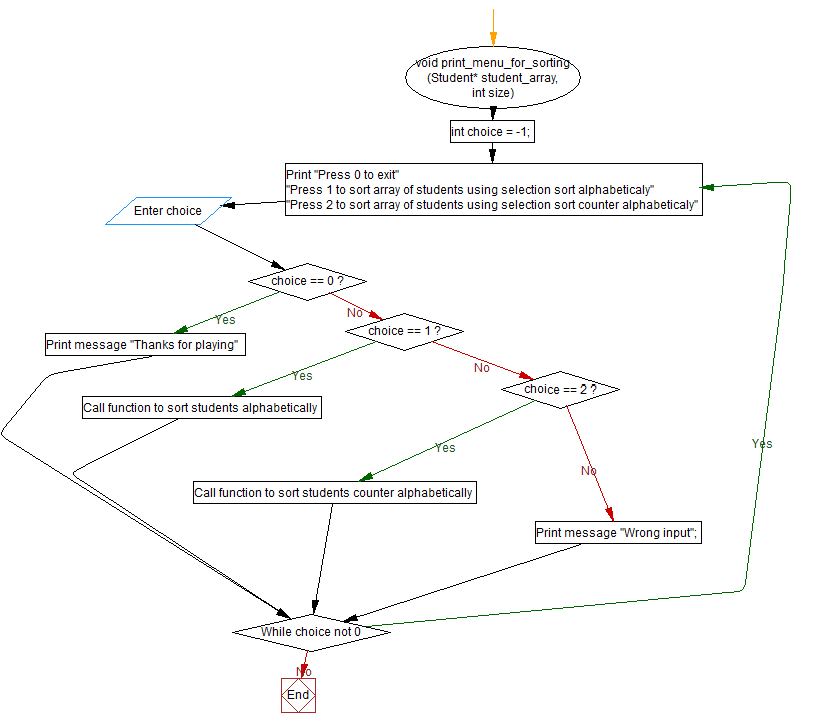 void print_menu_for_sorting
(Student* student_array,
int size)
int choice = -1;
Print "Press 0 to exit"
"Press 1 to sort array of students using selection sort alphabeticaly"
"Press 2 to sort array of students using selection sort counter alphabeticaly"
Enter choice
choice == 0 ?
Yes
No
choice == 1 ?
Print message "Thanks for playing"
Yes
No
choice == 2 ?
Call function to sort students alphabetically
Yes
Yes
No
Call function to sort students counter alphabetically
Print message "Wrong input";
While choice not 0
No
End